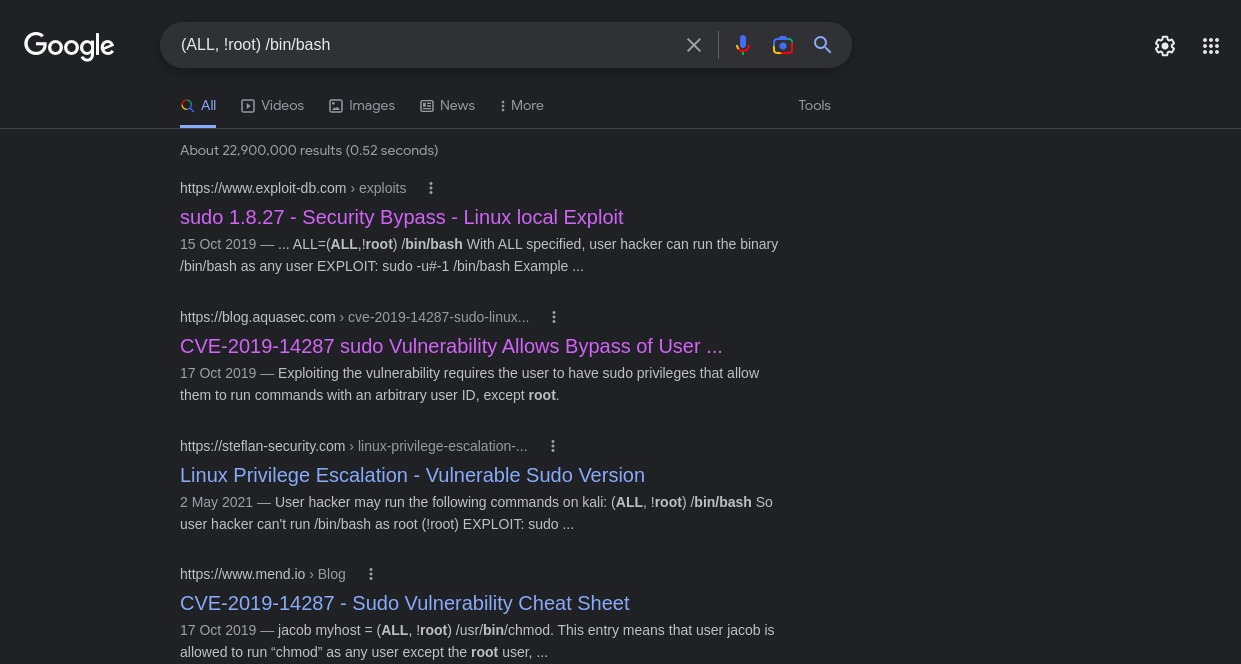 Google
(ALL, !root) /bin/bash
All Videos Images News More Tools
About 22,900,000 results (0.52 seconds)
https://www.exploit-db.com › exploits
sudo 1.8.27 - Security Bypass - Linux local Exploit
15 Oct 2019 — ... ALL=(ALL,!root) /bin/bash With ALL specified, user hacker can run the binary
/bin/bash as any user EXPLOIT: sudo -u#-1 /bin/bash Example ...
https://blog.aquasec.com › cve-2019-14287-sudo-linux...
CVE-2019-14287 sudo Vulnerability Allows Bypass of User ...
17 Oct 2019 — Exploiting the vulnerability requires the user to have sudo privileges that allow
them to run commands with an arbitrary user ID, except root.
https://steflan-security.com › linux-privilege-escalation-...
Linux Privilege Escalation - Vulnerable Sudo Version
2 May 2021 — User hacker may run the following commands on kali: (ALL, !root) /bin/bash So
user hacker can't run /bin/bash as root (!root) EXPLOIT: sudo ...
https://www.mend.io › Blog
CVE-2019-14287 - Sudo Vulnerability Cheat Sheet
17 Oct 2019 — jacob myhost = (ALL, !root) /usr/bin/chmod. This entry means that user jacob is
allowed to run “chmod” as any user except the root user, ...